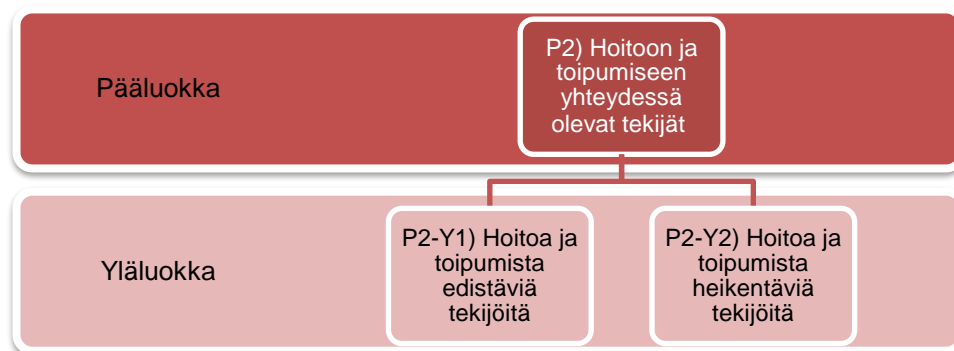 Pääluokka
P2) Hoitoon ja
toipumiseen
yhteydessä
olevat tekijät
Yläluokka
P2-Y1) Hoitoa ja
toipumista
edistäviä
tekijöitä
P2-Y2) Hoitoa ja
toipumista
heikentäviä
tekijöitä